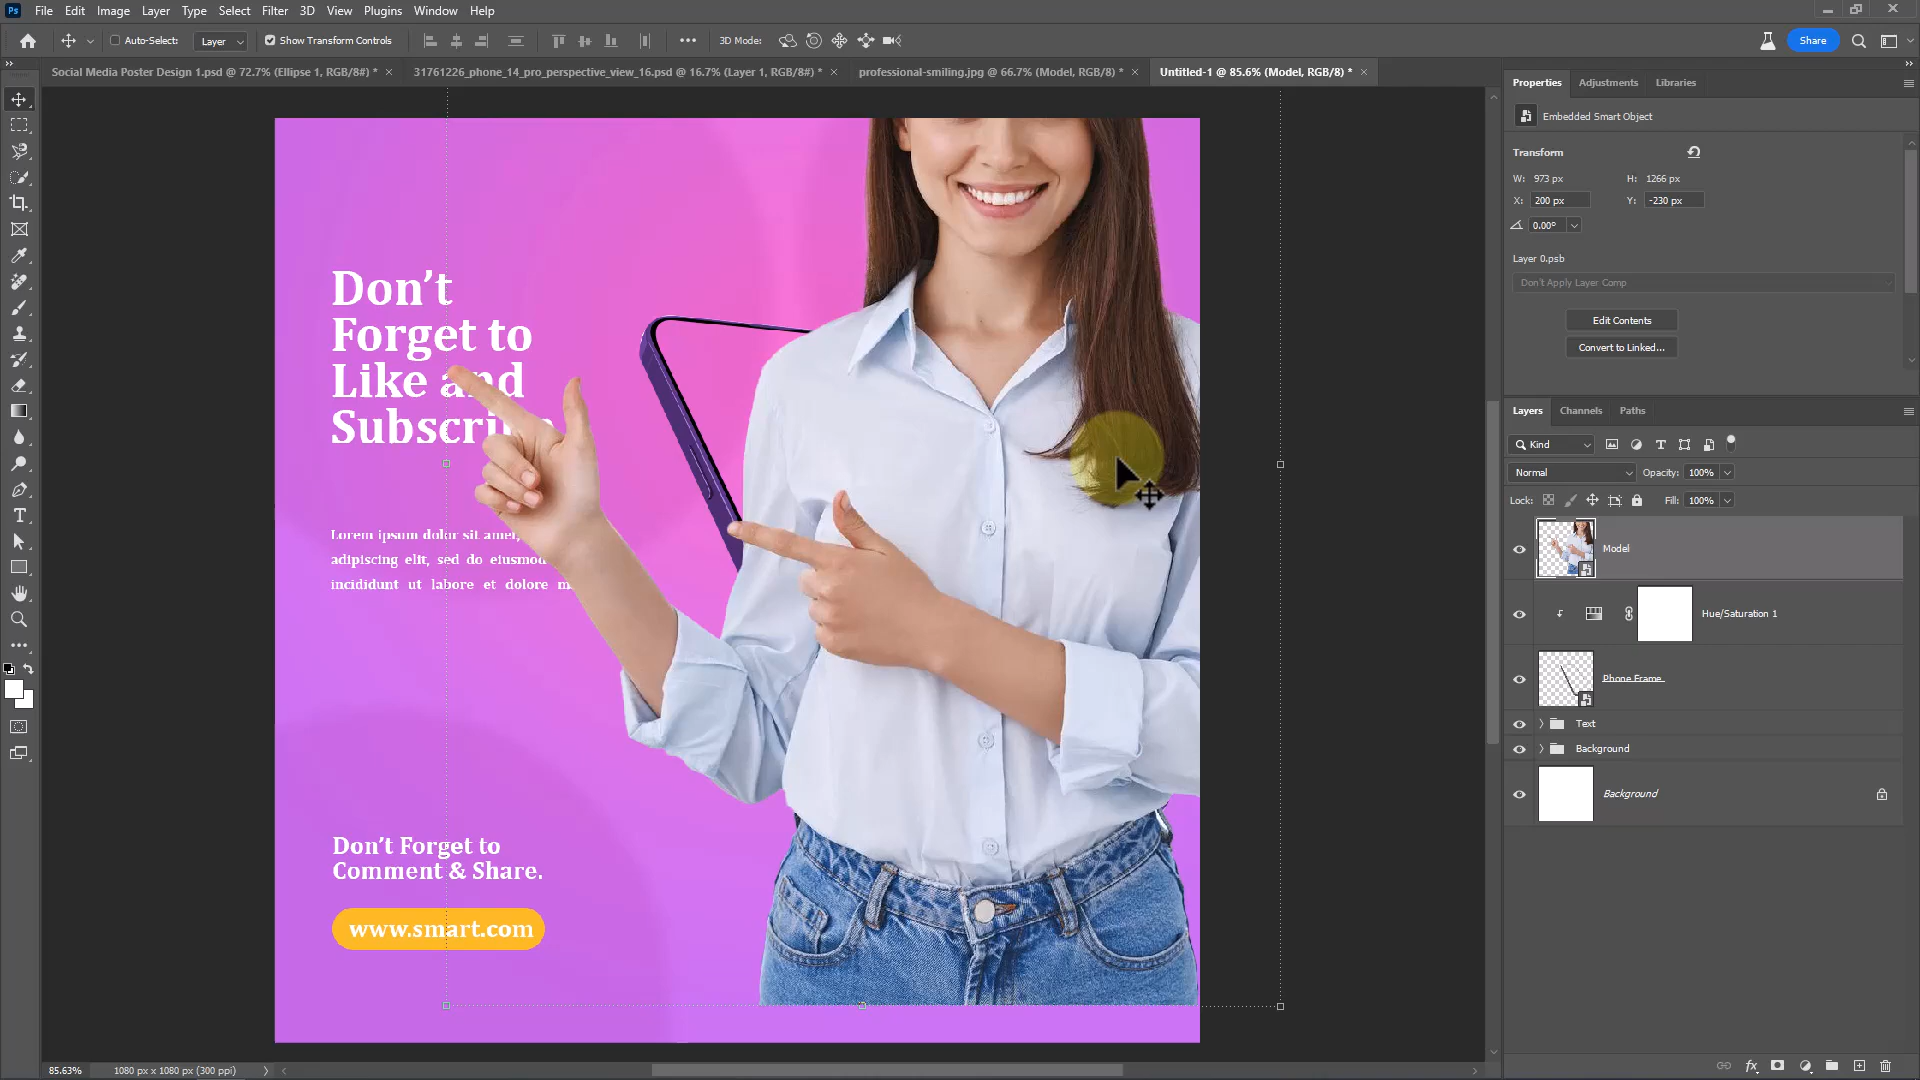 Ps File Edit Image Layer Type Select Filter 3D View Plugins Window Help
Auto-Select: Layer Show Transform Controls 3D Mode: Share
Social Media Poster Design 1.psd @ 72.7% (Ellipse 1, RGB/8#) *
31761226_phone_14_pro_perspective_view_16.psd @ 16.7% (Layer 1, RGB/8#) *
professional-smiling.jpg @ 66.7% (Model, RGB/8) *
Untitled-1 @ 85.6% (Model, RGB/8) *
Don't
Forget to
Like and
Subscri
Lorem ipsum dolor sit amet,
adipiscing elit, sed do eiusmod
incididunt ut labore et dolore m
Don't Forget to
Comment & Share.
www.smart.com
85.63% 1080 px x 1080 px (300 ppi)
Properties Adjustments Libraries
Embedded Smart Object
Transform
W: 973 px H: 1266 px
X: 200 px Y: -230 px
0.00°
Layer 0.psb
Don't Apply Layer Comp
Edit Contents
Convert to Linked...
Layers Channels Paths
Kind
Normal Opacity: 100%
Lock: Fill: 100%
Model
Hue/Saturation 1
Phone Frame
Text
Background
Background